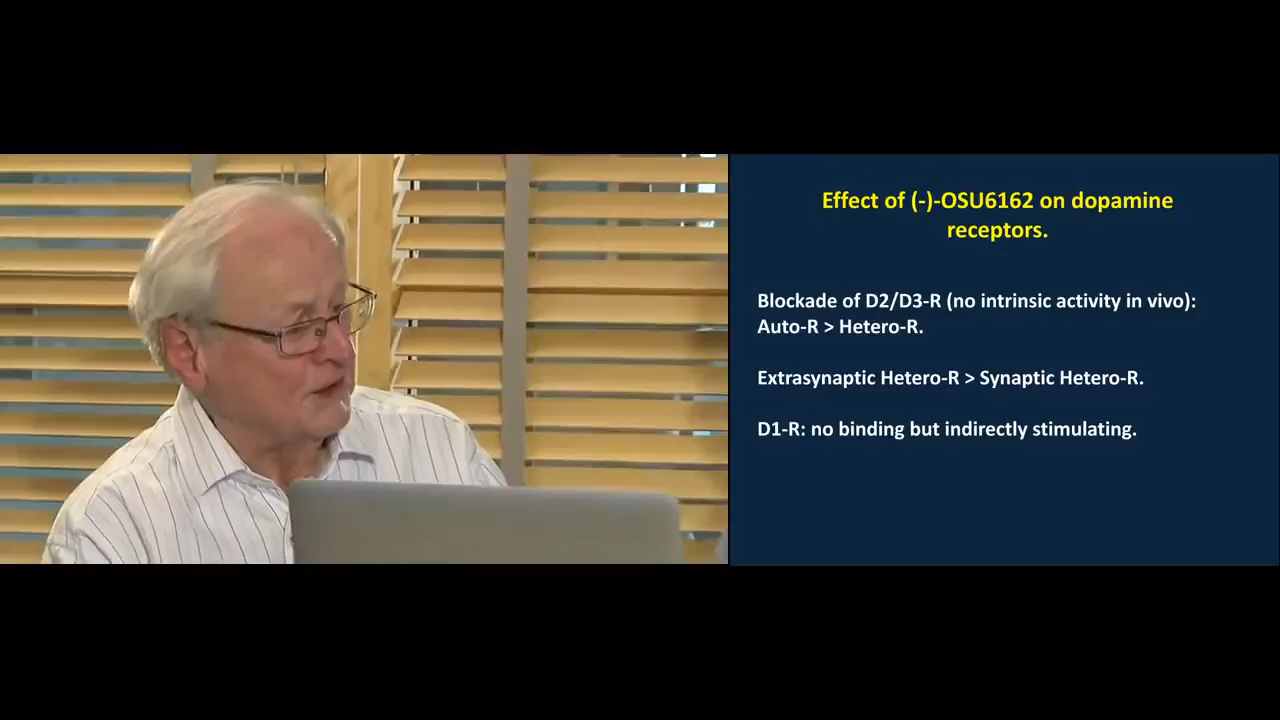 Effect of (-)-OSU6162 on dopamine
receptors.
Blockade of D2/D3-R (no intrinsic activity in vivo):
Auto-R > Hetero-R.
Extrasynaptic Hetero-R > Synaptic Hetero-R.
D1-R: no binding but indirectly stimulating.